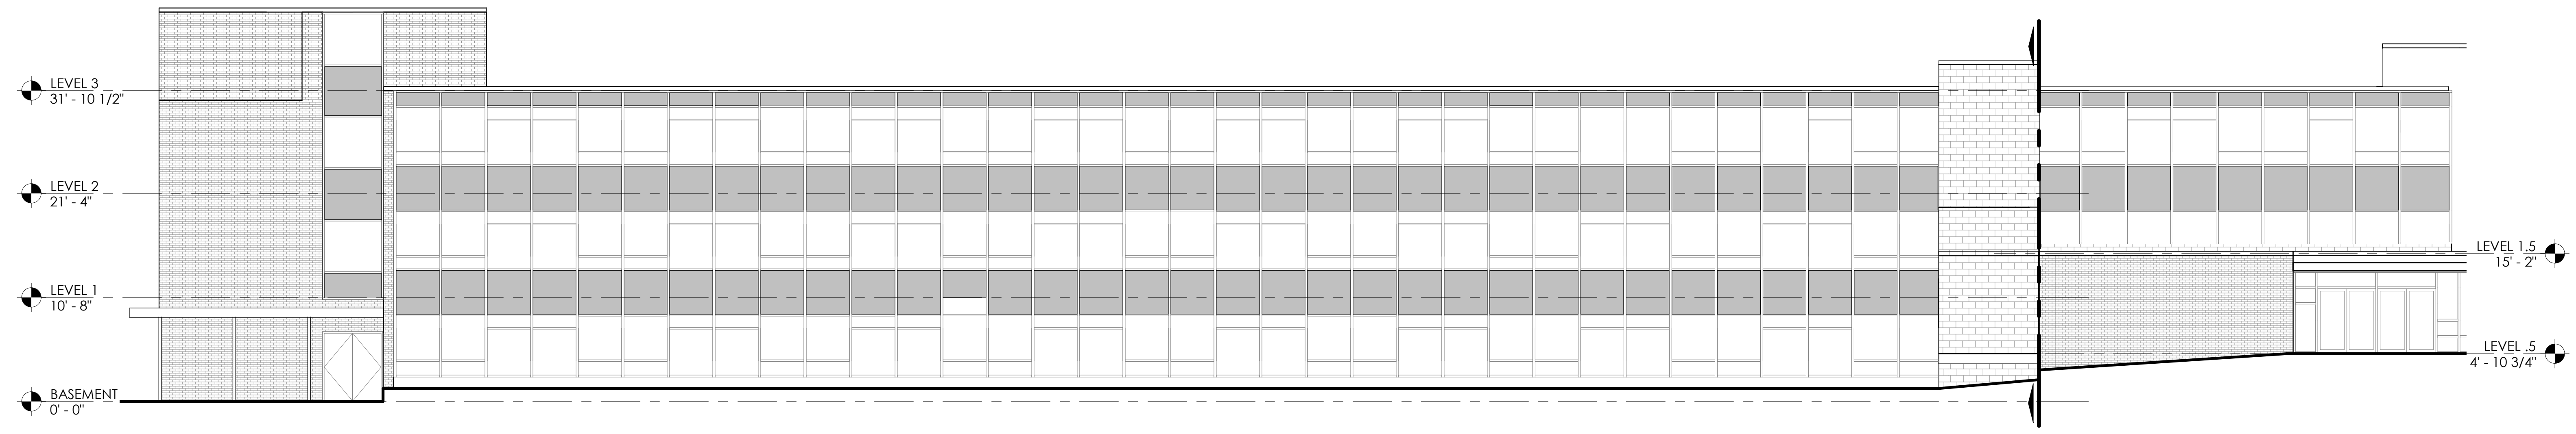 LEVEL 3
31' - 10 1/2"
LEVEL 2
21' - 4"
LEVEL 1
10' - 8"
BASEMENT
0' - 0"
LEVEL 1.5
15' - 2"
LEVEL .5
4' - 10 3/4"